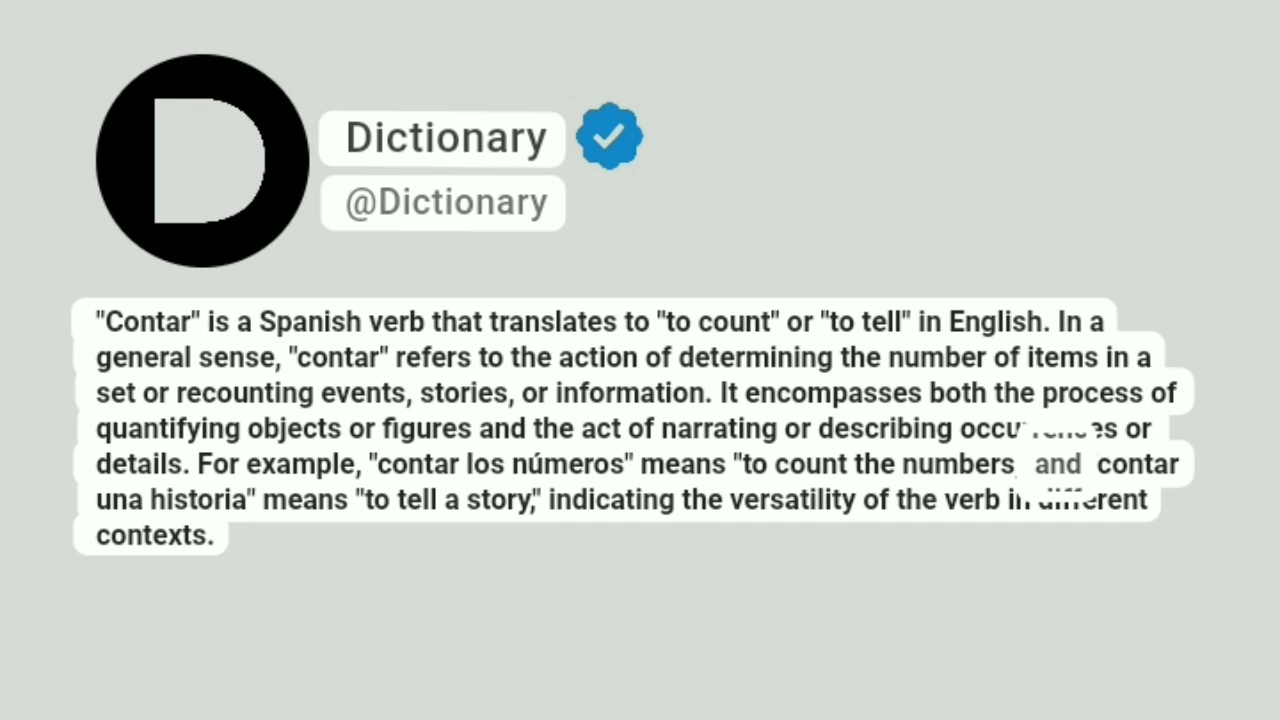 D
Dictionary
@Dictionary
"Contar" is a Spanish verb that translates to "to count" or "to tell" in English. In a
general sense, "contar" refers to the action of determining the number of items in a
set or recounting events, stories, or information. It encompasses both the process of
quantifying objects or figures and the act of narrating or describing or
details. For example, "contar los números" means "to count the numbers and contar
una historia" means "to tell a story," indicating the versatility of the verb in different
contexts.